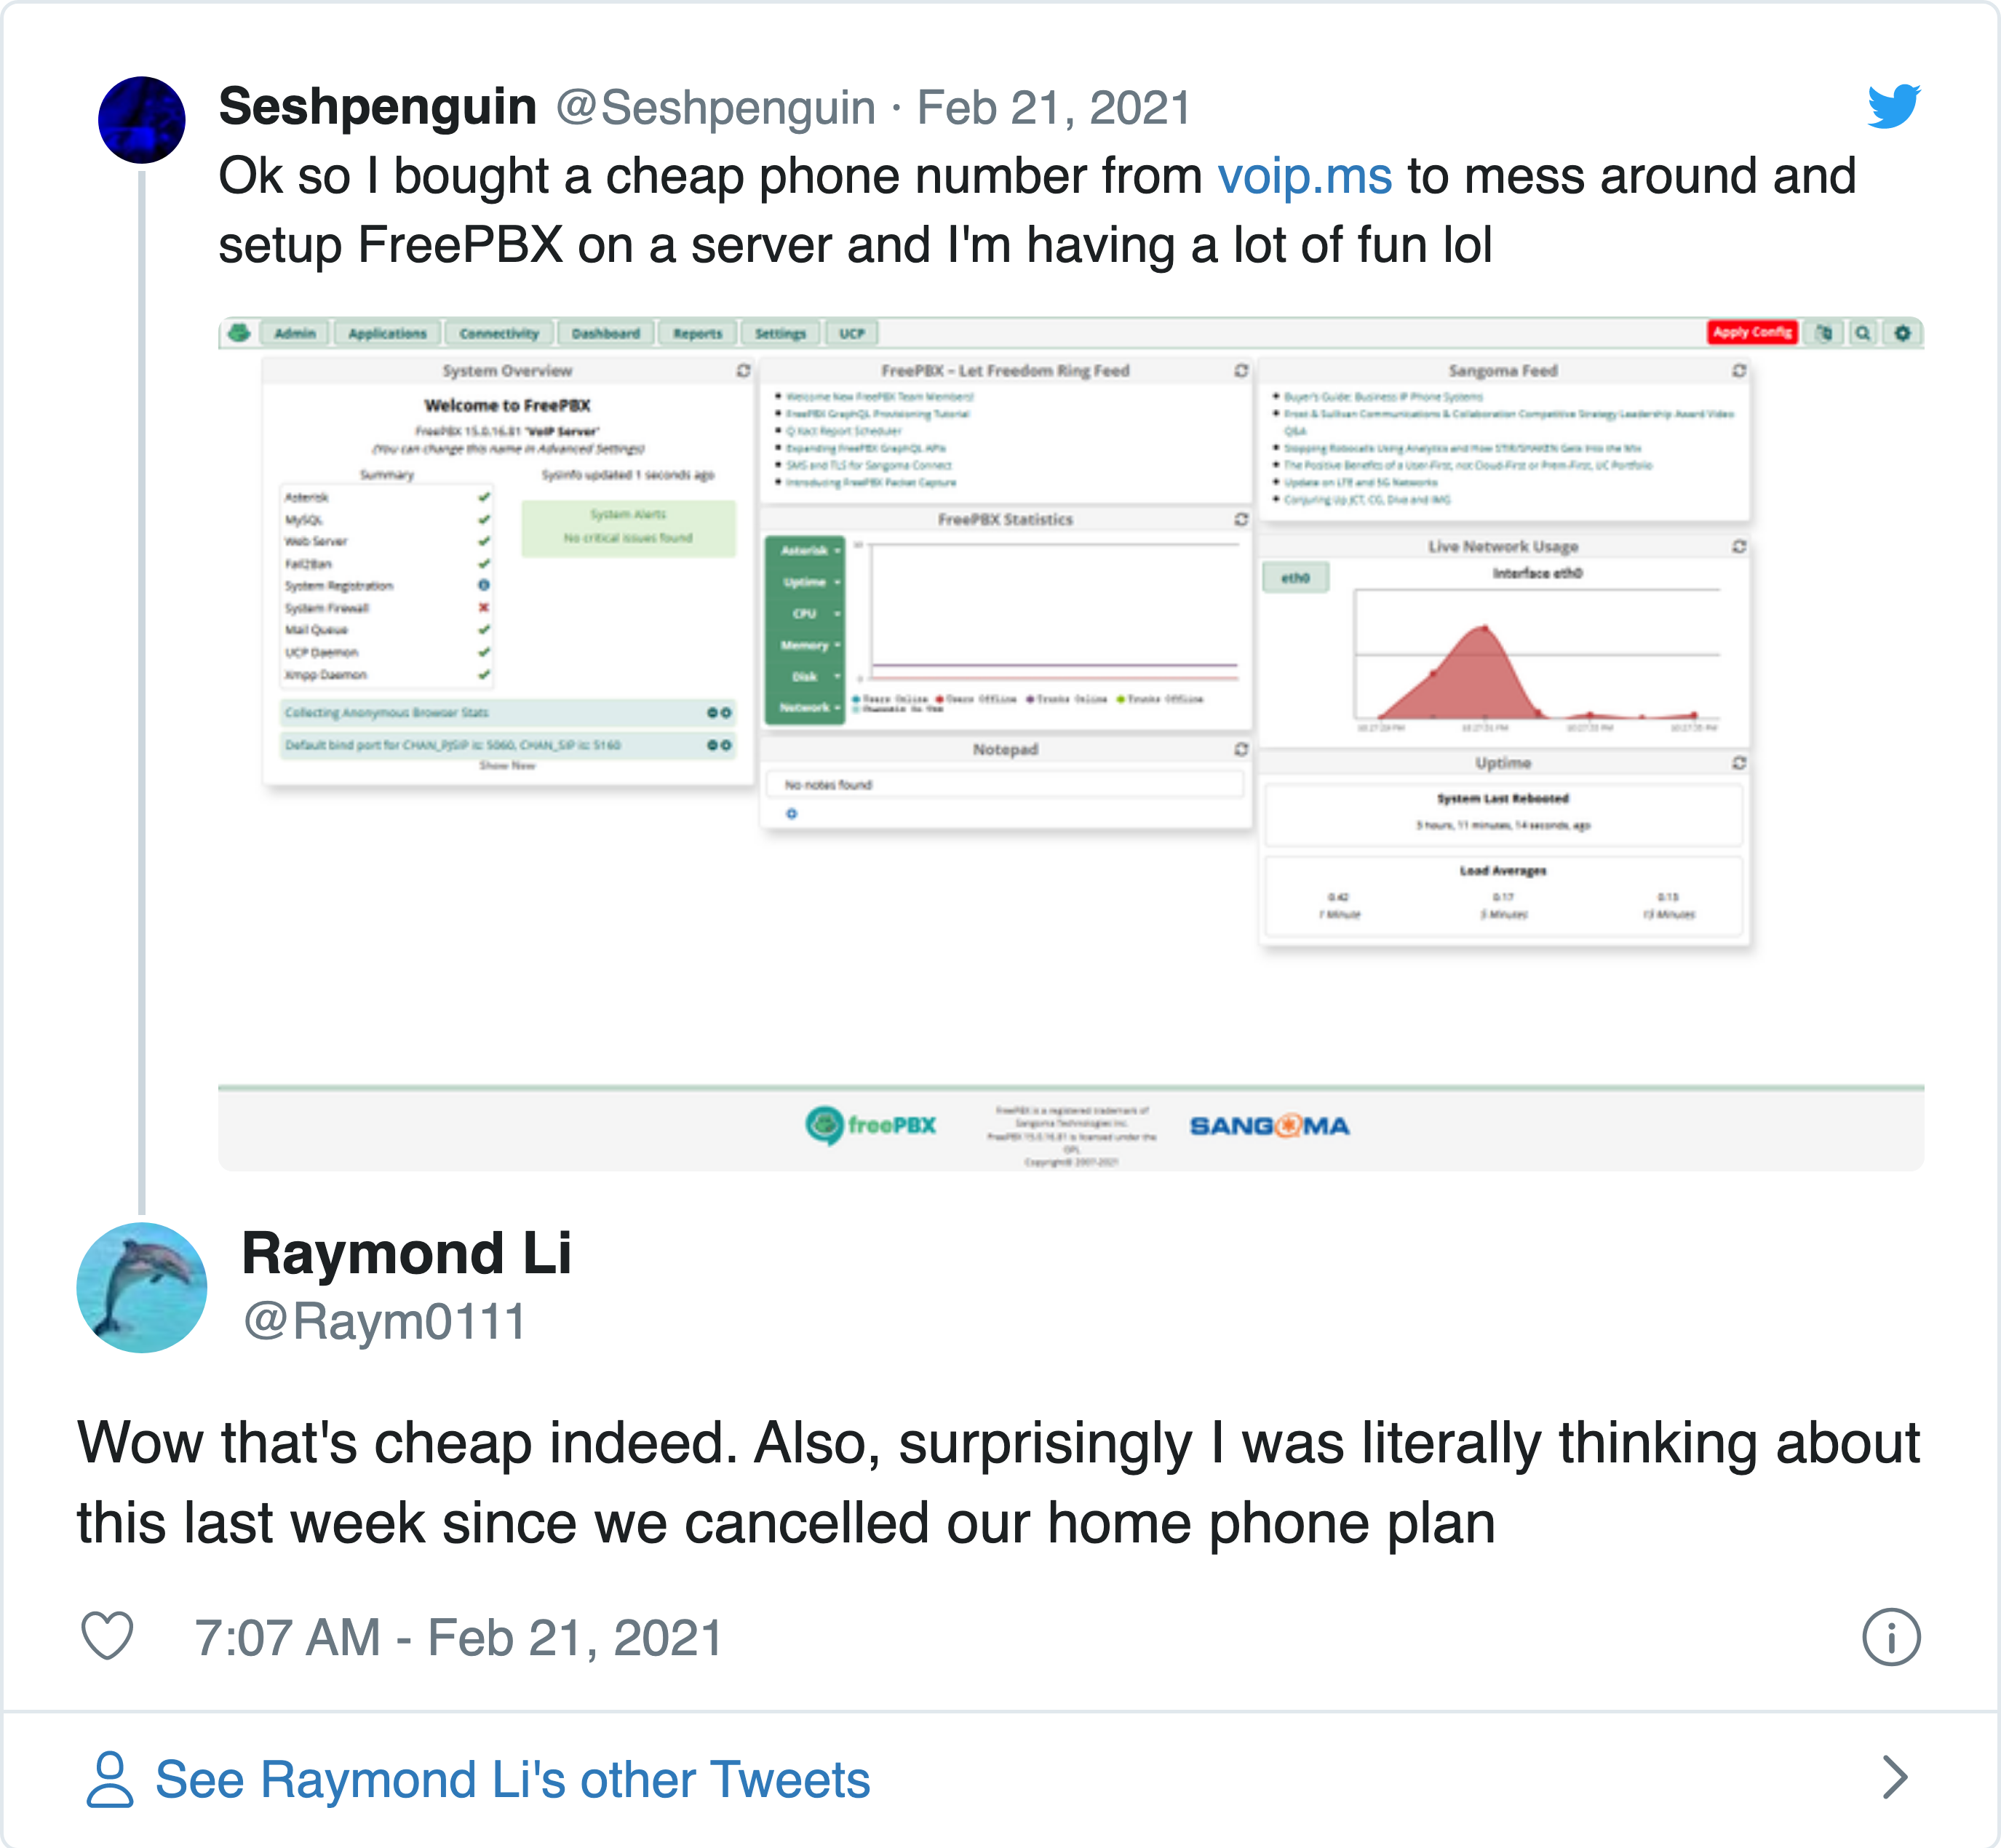 Seshpenguin @Seshpenguin · Feb 21, 2021
Ok so I bought a cheap phone number from voip.ms to mess around and
setup FreePBX on a server and I'm having a lot of fun lol
Admin Applications Connectivity Dashboard Reports Settings UCP Apply Config
System Overview
Welcome to FreePBX
FreePBX 15.0.16.81 'VoIP Server'
(You can change this name in Advanced Settings)
Summary
Sysinfo updated 1 seconds ago
Asterisk
MySQL
Web Server
Fail2Ban
System Registration
System Firewall
Mail Queue
UCP Daemon
Xmpp Daemon
System Alerts
No critical issues found
Collecting Anonymous Browser Stats
Default bind port for CHAN_PJSIP is: 5060, CHAN_SIP is: 5160
Show New
FreePBX – Let Freedom Ring Feed
Welcome New FreePBX Team Members!
FreePBX GraphQL Provisioning Tutorial
Q Xact Report Scheduler
Expanding FreePBX GraphQL APIs
SMS and TLS for Sangoma Connect
Introducing FreePBX Packet Capture
FreePBX Statistics
Asterisk
Uptime
CPU
Memory
Disk
Network
10
0
Users Online Users Offline Trunks Online Trunks Offline
Channels In Use
Notepad
No notes found
Sangoma Feed
Buyer's Guide: Business IP Phone Systems
Frost & Sullivan Communications & Collaboration Competitive Strategy Leadership Award Video
Q&A
Stopping Robocalls Using Analytics and How STIR/SHAKEN Gets Into the Mix
The Positive Benefits of a User-First, not Cloud-First or Prem-First, UC Portfolio
Update on LTE and 5G Networks
Conjuring Up JCT, CG, Diva and IMG
Live Network Usage
eth0
Interface eth0
Uptime
System Last Rebooted
hours, 11 minutes, 14 seconds, ago
Load Averages
0.42 0.17 0.15
1 Minute 5 Minutes 15 Minutes
freePBX
FreePBX is a registered trademark of
Sangoma Technologies Inc.
FreePBX 15.0.16.81 is licensed under the
GPL
Copyright© 2007-2021
SANGOMA
Raymond Li
@Raym0111
Wow that's cheap indeed. Also, surprisingly I was literally thinking about
this last week since we cancelled our home phone plan
7:07 AM - Feb 21, 2021
See Raymond Li's other Tweets